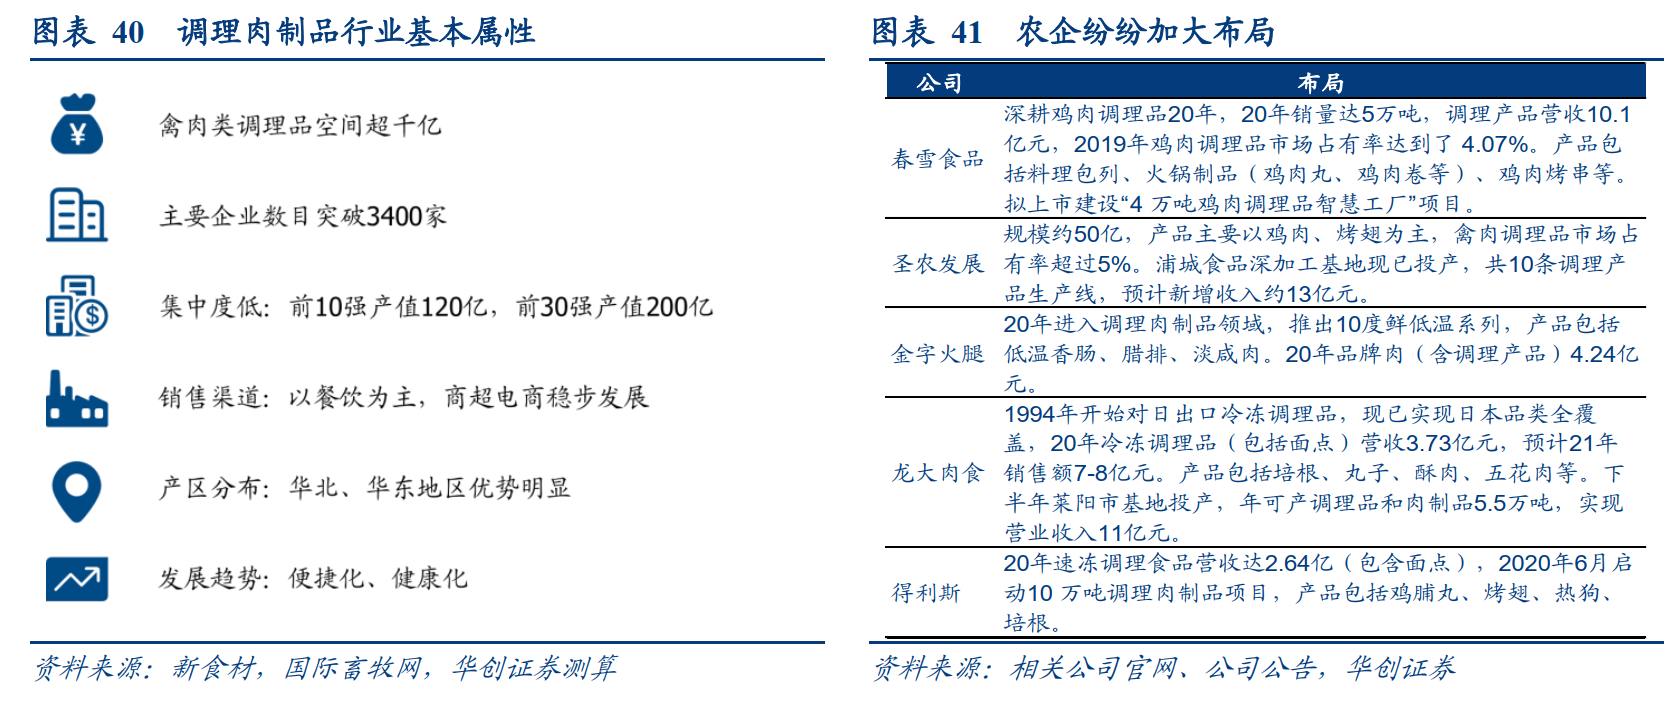 图表 40 调理肉制品行业基本属性
¥
禽肉类调理品空间超千亿
主要企业数目突破3400家
$
集中度低：前10强产值120亿，前30强产值200亿
销售渠道：以餐饮为主，商超电商稳步发展
产区分布：华北、华东地区优势明显
发展趋势：便捷化、健康化
资料来源：新食材，国际畜牧网，华创证券测算
图表 41 农企纷纷加大布局
公司 布局
春雪食品
深耕鸡肉调理品20年，20年销量达5万吨，调理产品营收10.1
亿元，2019年鸡肉调理品市场占有率达到了 4.07%。产品包
括料理包列、火锅制品（鸡肉丸、鸡肉卷等）、鸡肉烤串等。
拟上市建设“4 万吨鸡肉调理品智慧工厂”项目。
圣农发展
规模约50亿，产品主要以鸡肉、烤翅为主，禽肉调理品市场占
有率超过5%。浦城食品深加工基地现已投产，共10条调理产
品生产线，预计新增收入约13亿元。
金字火腿
20年进入调理肉制品领域，推出10度鲜低温系列，产品包括
低温香肠、腊排、淡咸肉。20年品牌肉（含调理产品）4.24亿
元。
龙大肉食
1994年开始对日出口冷冻调理品，现已实现日本品类全覆
盖，20年冷冻调理品（包括面点）营收3.73亿元，预计21年
销售额7-8亿元。产品包括培根、丸子、酥肉、五花肉等。下
半年莱阳市基地投产，年可产调理品和肉制品5.5万吨，实现
营业收入11亿元。
得利斯
20年速冻调理食品营收达2.64亿（包含面点），2020年6月启
动10 万吨调理肉制品项目，产品包括鸡脯丸、烤翅、热狗、
培根。
资料来源：相关公司官网、公司公告，华创证券